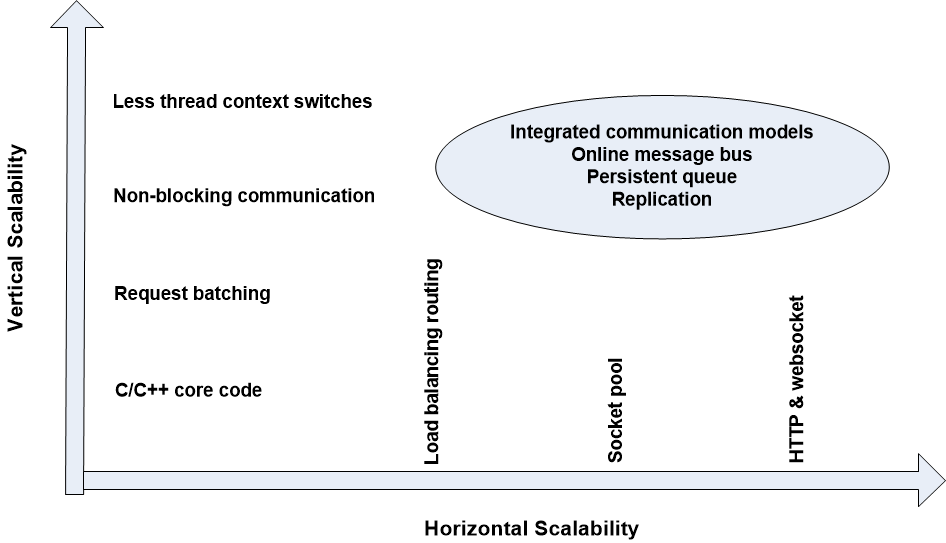 Vertical Scalability
Less thread context switches
Non-blocking communication
Request batching
C/C++ core code
Integrated communication models
Online message bus
Persistent queue
Replication
Load balancing routing
Socket pool
HTTP & websocket
Horizontal Scalability